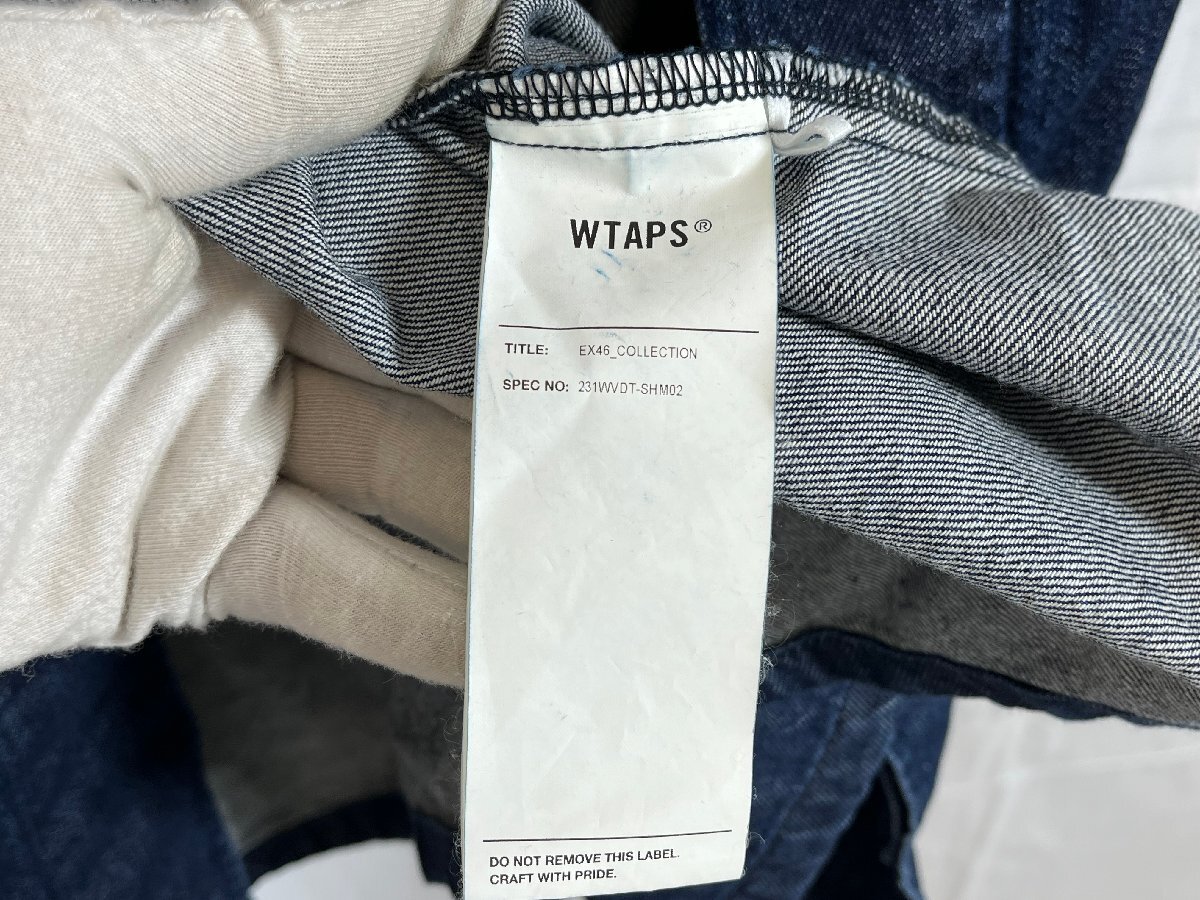 WTAPS®
TITLE: EX46_COLLECTION
SPEC NO: 231WVDT-SHM02
DO NOT REMOVE THIS LABEL.
CRAFT WITH PRIDE.